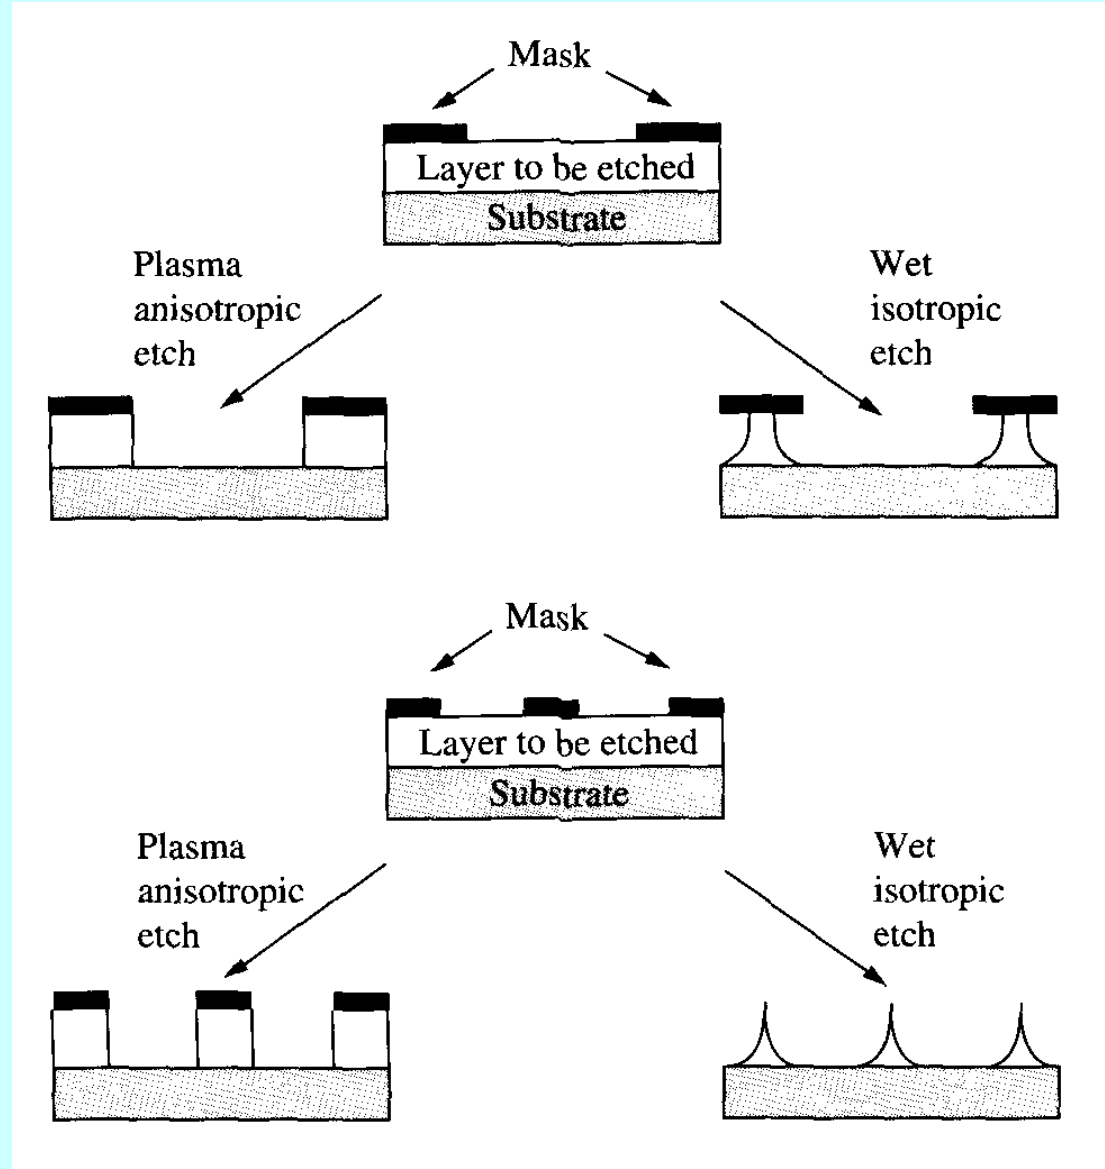 Mask
Layer to be etched
Substrate
Plasma
anisotropic
etch
Wet
isotropic
etch
Mask
Layer to be etched
Substrate
Plasma
anisotropic
etch
Wet
isotropic
etch